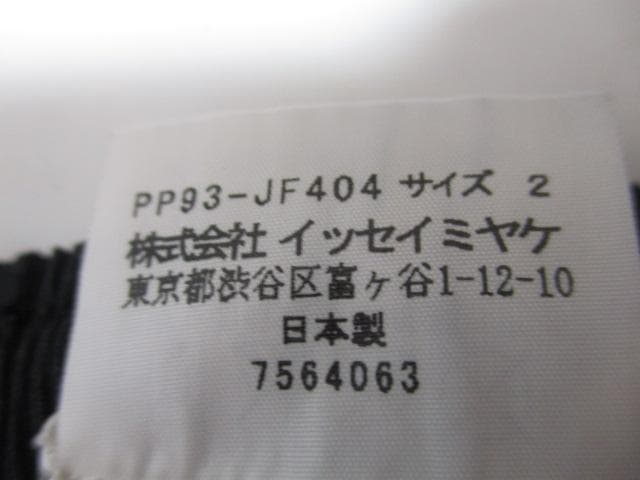 PP93-JF404 サイズ 2
株式会社 イッセイミヤケ
東京都渋谷区富ヶ谷1-12-10
日本製
7564063